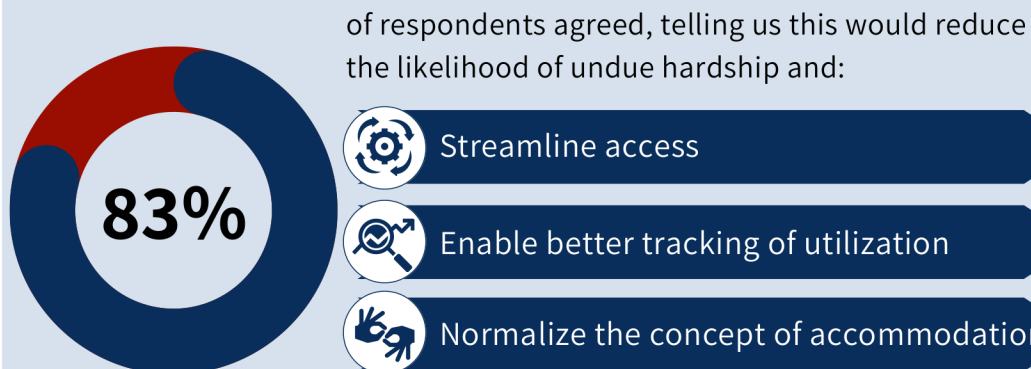 83%
of respondents agreed, telling us this would reduce
the likelihood of undue hardship and:
Streamline access
Enable better tracking of utilization
Normalize the concept of